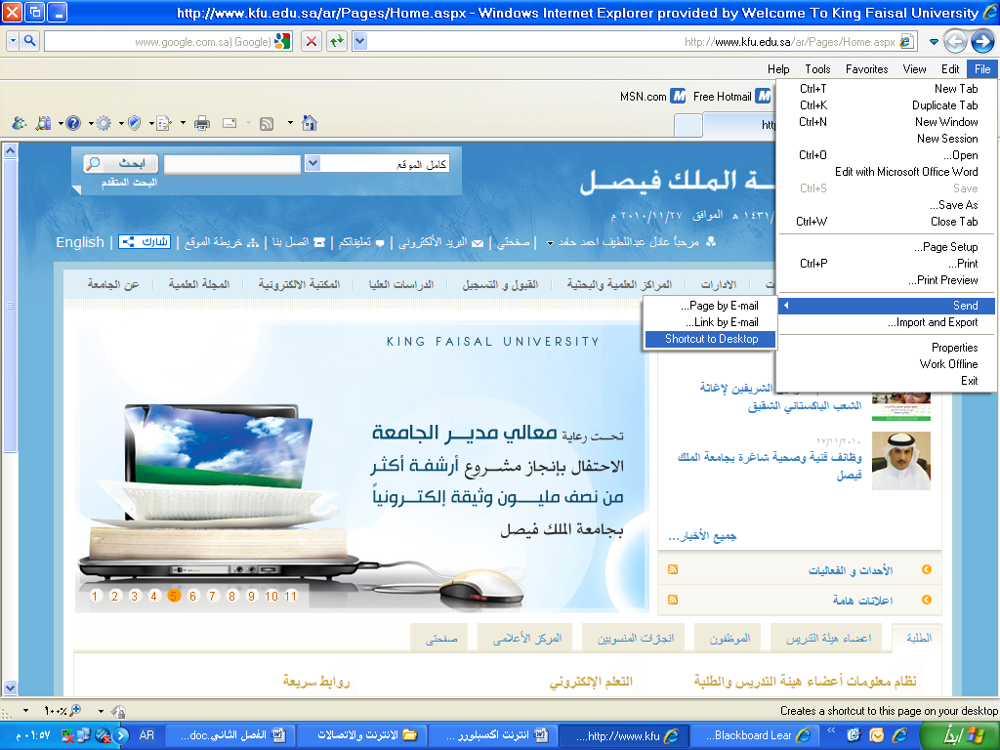 http://www.kfu.edu.sa/ar/Pages/Home.aspx - Windows Internet Explorer provided by Welcome To King Faisal University
http://www.kfu.edu.sa/ar/Pages/Home.aspx
www.google.com.sa) Google)
File Edit View Favorites Tools Help
Free Hotmail MSN.com
New Tab Ctrl+T
Duplicate Tab Ctrl+K
New Window Ctrl+N
New Session
...Open Ctrl+O
Edit with Microsoft Office Word
Save Ctrl+S
...Save As
Close Tab Ctrl+W
...Page Setup
...Print Ctrl+P
...Print Preview
Send
...Import and Export
Properties
Work Offline
Exit
...Page by E-mail
...Link by E-mail
Shortcut to Desktop
كامل الموقع
ابحث
البحث المتقدم
ـة الملك فيصـل
١٤٣١/ هـ الموافق ٢٠١٠/١١/٢٧ م
مرحباً عادل عبداللطيف احمد حامد | صفحتي | البريد الألكتروني | تعليقاتكم | اتصل بنا | خريطة الموقع | شارك | English
الادارات المراكز العلمية والبحثية القبول و التسجيل الدراسات العليا المكتبة الالكترونية المجلة العلمية عن الجامعة
KING FAISAL UNIVERSITY
تحـت رعاية معالي مديـر الجامعة
الاحتفال بإنجاز مشـروع أرشفـة أكثر
من نصف مليـون وثيقة إلكتـرونياً
بجامعة الملك فيصل
1 2 3 4 5 6 7 8 9 10 11
الشريفين لإغاثة
الشعب الباكستاني الشقيق
٢٧/١١/٢٠١٠
وظائف فنية وصحية شاغرة بجامعة الملك
فيصل
جميع الأخبار...
الأحداث و الفعاليات
اعلانات هامة
الطلبة اعضاء هيئة التدريس الموظفون انجازات المنسوبين المركز الأعلامي صفحتي
نظام معلومات أعضاء هيئة التدريس والطلبة التعلم الإلكتروني روابط سريعة
Creates a shortcut to this page on your desktop
١٠٠%
ابدأ
...Blackboard Lear
....http://www.kfu
انترنت اكسبلورر ...
الانترنت والاتصالات
الفصل الثاني.doc...
AR
٠١:٥٧ م